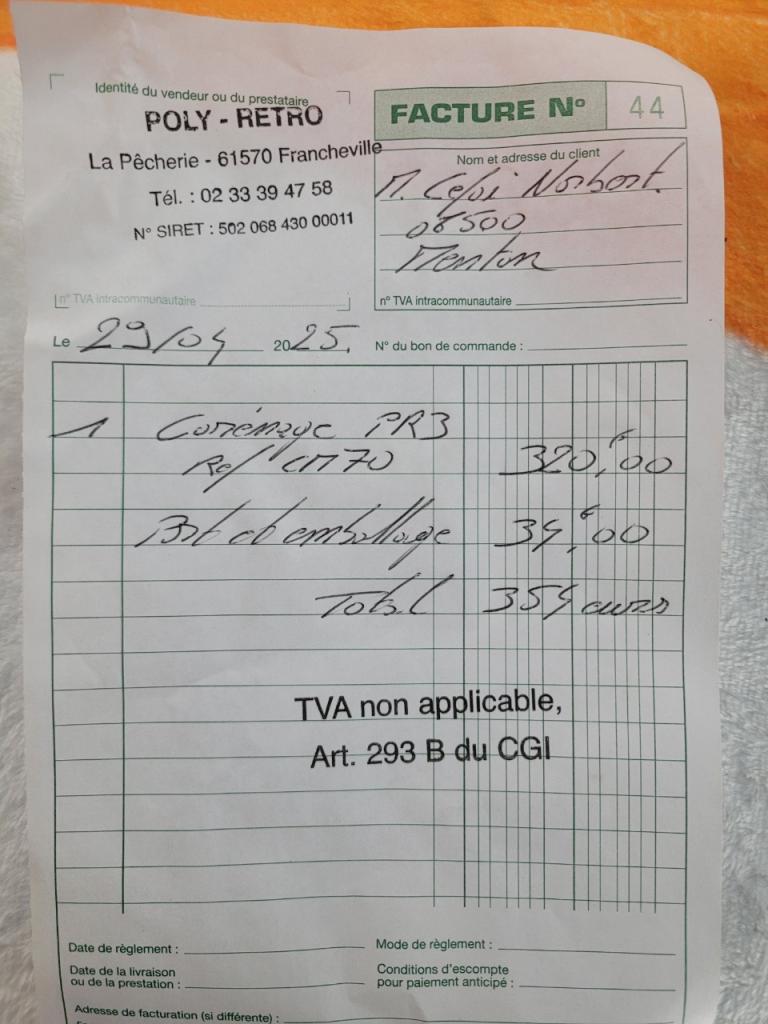 Identité du vendeur ou du prestataire
POLY - RETRO
La Pêcherie - 61570 Francheville
Tél. : 02 33 39 47 58
N° SIRET : 502 068 430 00011
n° TVA intracommunautaire
FACTURE N° 44
Nom et adresse du client
M. Norbert.
06500
Menton
n° TVA intracommunautaire
Le 29/04 2025.
N° du bon de commande :
1 Carénage PR3
Ref CM70 320,€00
Port et emballage 34,€00
Total 354 euros
TVA non applicable,
Art. 293 B du CGI
Date de règlement :
Mode de règlement :
Date de la livraison
ou de la prestation :
Conditions d'escompte
pour paiement anticipé :
Adresse de facturation (si différente) :